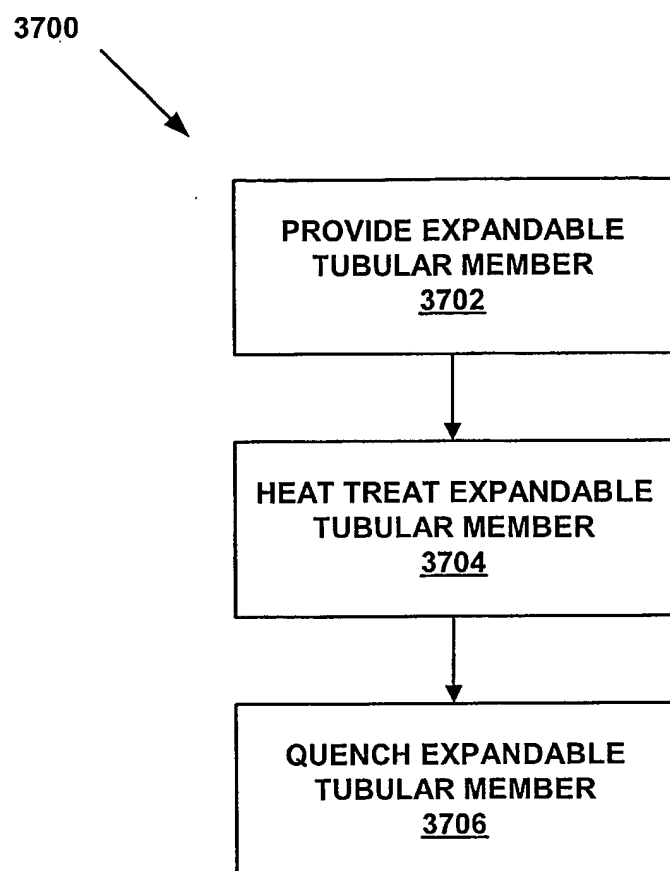 3700
PROVIDE EXPANDABLE
TUBULAR MEMBER
3702
HEAT TREAT EXPANDABLE
TUBULAR MEMBER
3704
QUENCH EXPANDABLE
TUBULAR MEMBER
3706